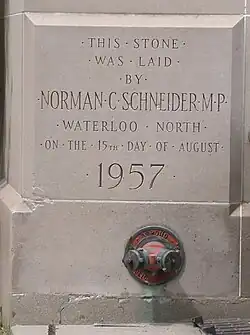 · THIS STONE ·
· WAS LAID ·
· BY ·
· NORMAN · C · SCHNEIDER · M · P ·
· WATERLOO · NORTH ·
· ON · THE · 15TH · DAY · OF · AUGUST ·
· 1957 ·